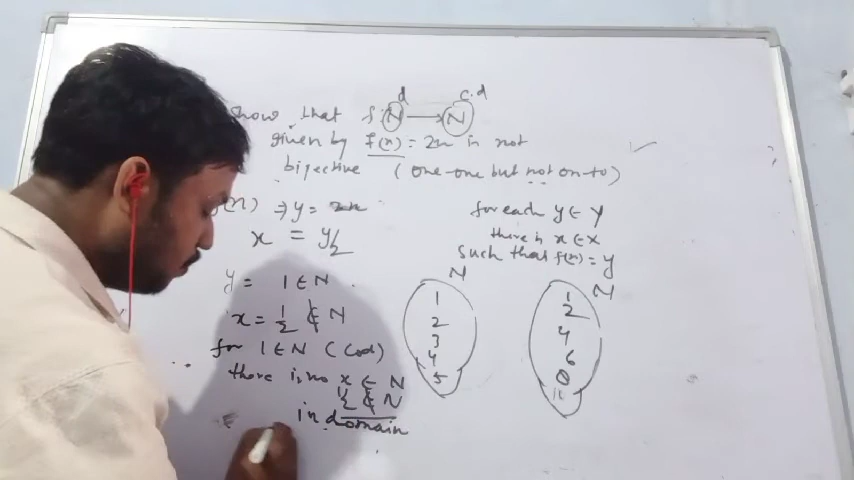 d c.d
show that f: N → N
given by f(x) = 2x is not
bijective (one-one but not on-to)
f(x) ⇒ y = 2x
x = y/2
y = 1 ∈ N
x = 1/2 ∉ N
for 1 ∈ N (Cod)
there is no x ∈ N
1/2 ∉ N
in domain
for each y ∈ Y
there is x ∈ X
such that f(x) = y
N
1
2
3
4
5
N
1
2
4
6
8